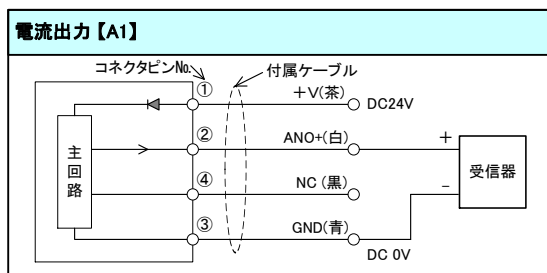 電流出力【A1】
コネクタピンNo.
付属ケーブル
①
+V(茶)
DC24V
②
ANO+(白)
+
主回路
受信器
④
NC(黒)
-
③
GND(青)
DC 0V